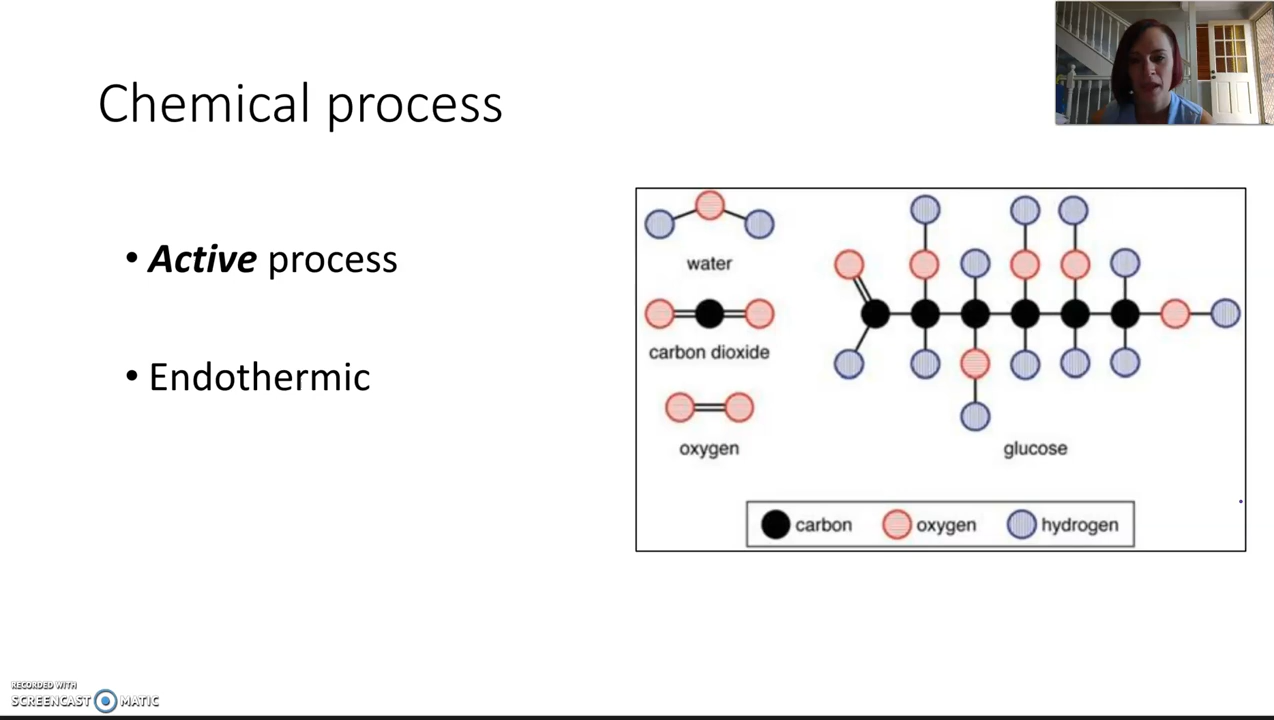 Chemical process
• Active process
• Endothermic
water
carbon dioxide
oxygen
glucose
carbon oxygen hydrogen
RECORDED WITH
SCREENCAST MATIC